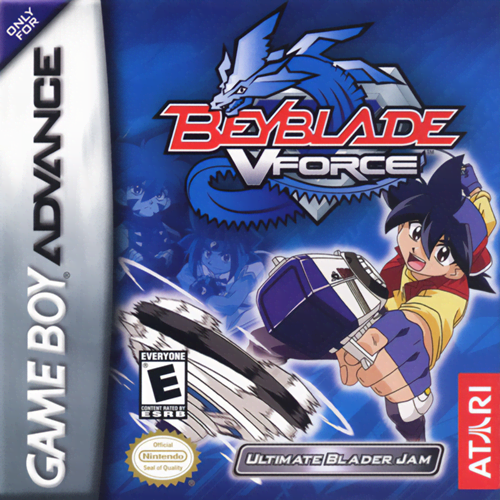 ONLY
FOR
GAME BOY ADVANCE
BEYBLADE
VFORCE
EVERYONE
E
CONTENT RATED BY
ESRB
Official
Nintendo
Seal of Quality
ULTIMATE BLADER JAM
ATARI